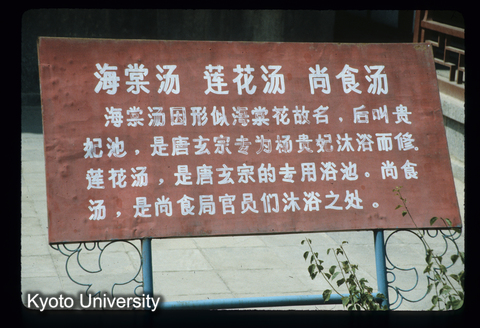 海棠汤 莲花汤 尚食汤
海棠汤因形似海棠花故名，后叫贵
妃池，是唐玄宗专为杨贵妃沐浴而修
莲花汤，是唐玄宗的专用浴池。尚食
汤，是尚食局官员们沐浴之处。
Kyoto University